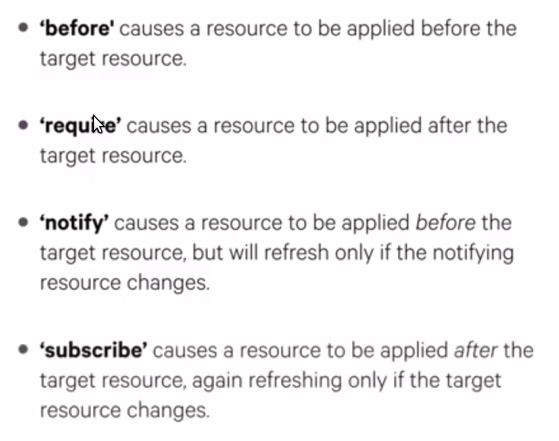 • ‘before' causes a resource to be applied before the
target resource.
• ‘require’ causes a resource to be applied after the
target resource.
• ‘notify’ causes a resource to be applied before the
target resource, but will refresh only if the notifying
resource changes.
• ‘subscribe’ causes a resource to be applied after the
target resource, again refreshing only if the target
resource changes.